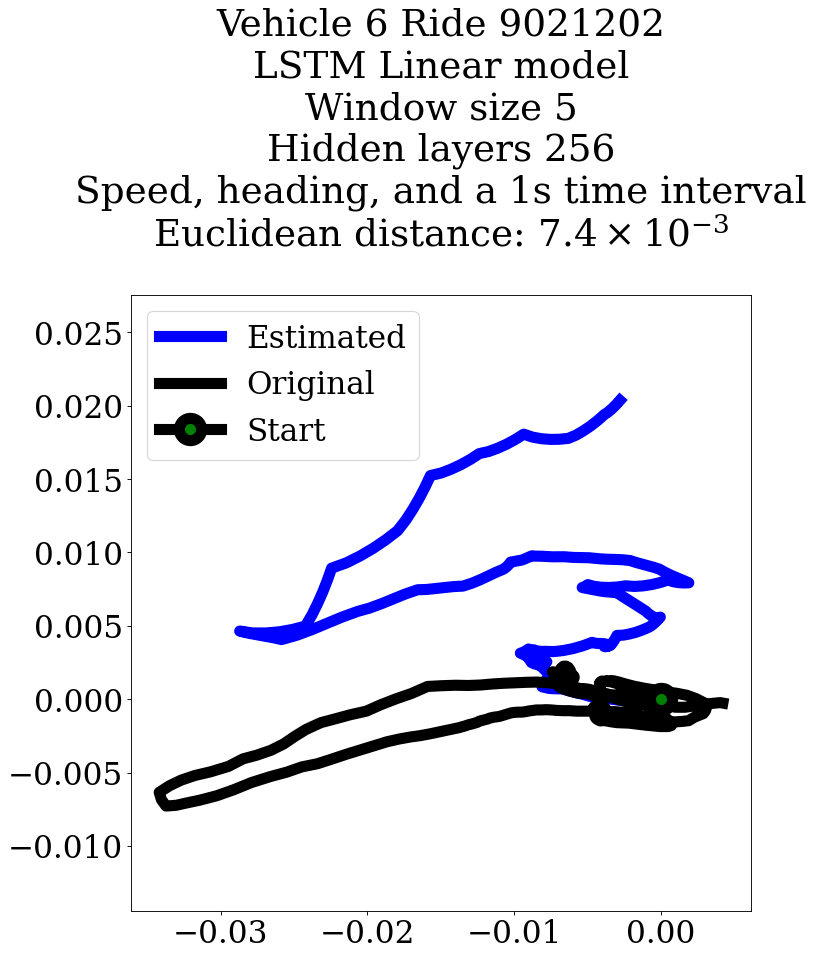 Vehicle 6 Ride 9021202
LSTM Linear model
Window size 5
Hidden layers 256
Speed, heading, and a 1s time interval
Euclidean distance: 7.4 × 10⁻³
Estimated
Original
Start
0.025
0.020
0.015
0.010
0.005
0.000
−0.005
−0.010
−0.03 −0.02 −0.01 0.00